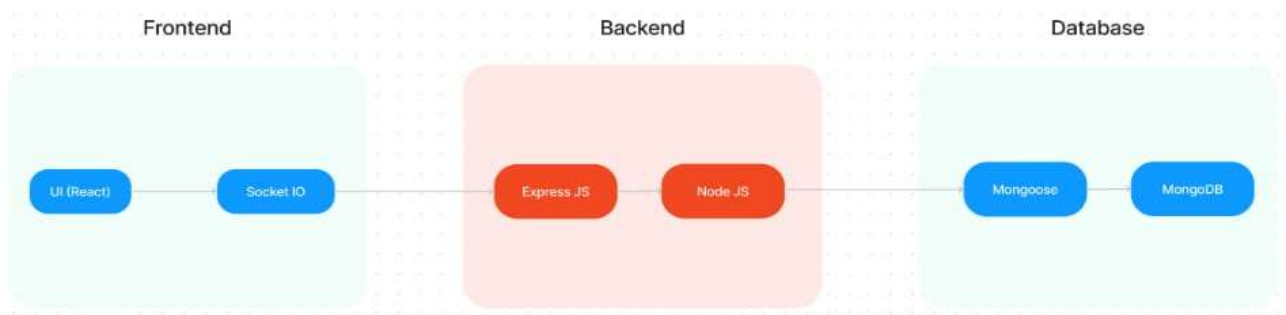 Frontend
Backend
Database
UI (React)
Socket IO
Express JS
Node JS
Mongoose
MongoDB